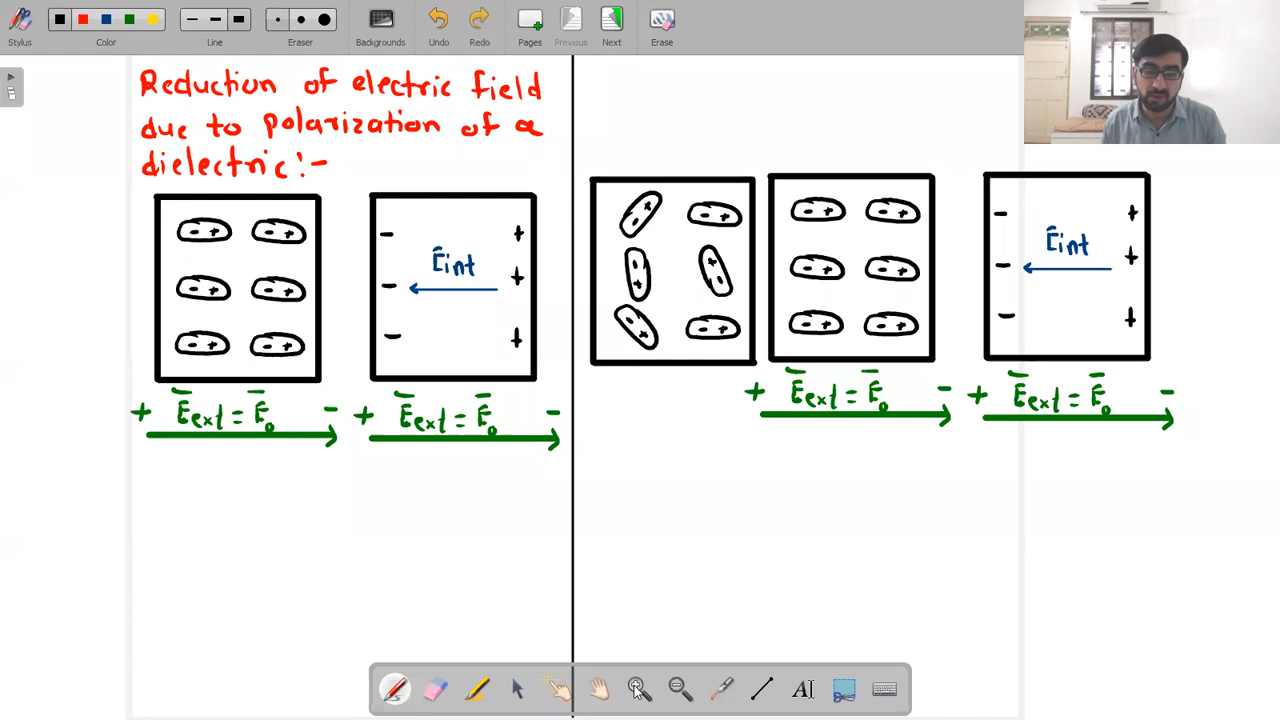 Stylus
Color
Line
Eraser
Backgrounds
Undo
Redo
Pages
Previous
Next
Erase
Reduction of electric field
due to polarization of a
dielectric:-
- + - +
- + - +
- + - +
+ Eext = E0 -
- +
Eint
- +
- +
+ Eext = E0 -
+ - - +
- + + -
- + - +
- + - +
- + - +
- + - +
+ Eext = E0 -
- +
Eint
- +
- +
+ Eext = E0 -
AI